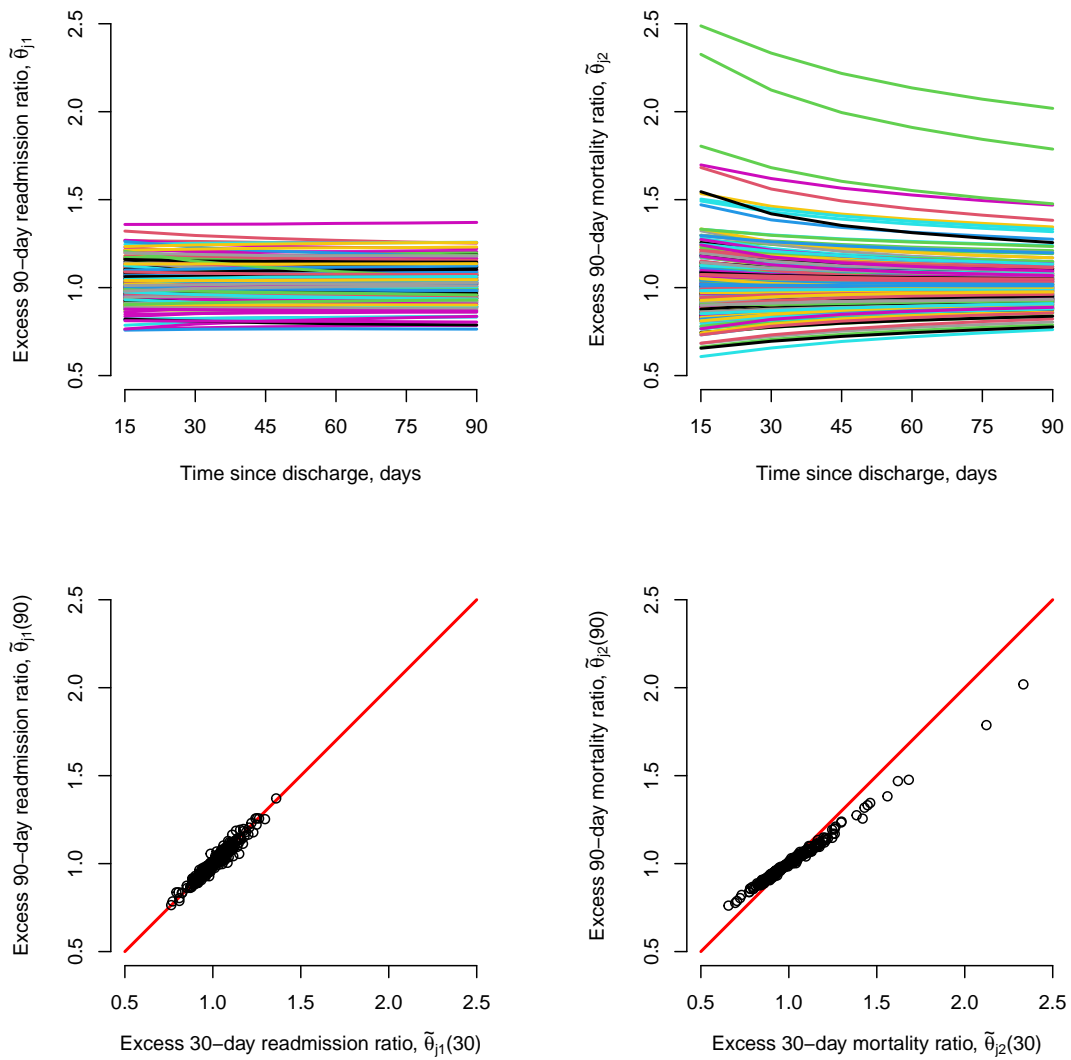 Excess 90−day readmission ratio, θ̃j1
0.5 1.0 1.5 2.0 2.5
15 30 45 60 75 90
Time since discharge, days
Excess 90−day mortality ratio, θ̃j2
0.5 1.0 1.5 2.0 2.5
15 30 45 60 75 90
Time since discharge, days
Excess 90−day readmission ratio, θ̃j1(90)
0.5 1.0 1.5 2.0 2.5
0.5 1.0 1.5 2.0 2.5
Excess 30−day readmission ratio, θ̃j1(30)
Excess 90−day mortality ratio, θ̃j2(90)
0.5 1.0 1.5 2.0 2.5
0.5 1.0 1.5 2.0 2.5
Excess 30−day mortality ratio, θ̃j2(30)